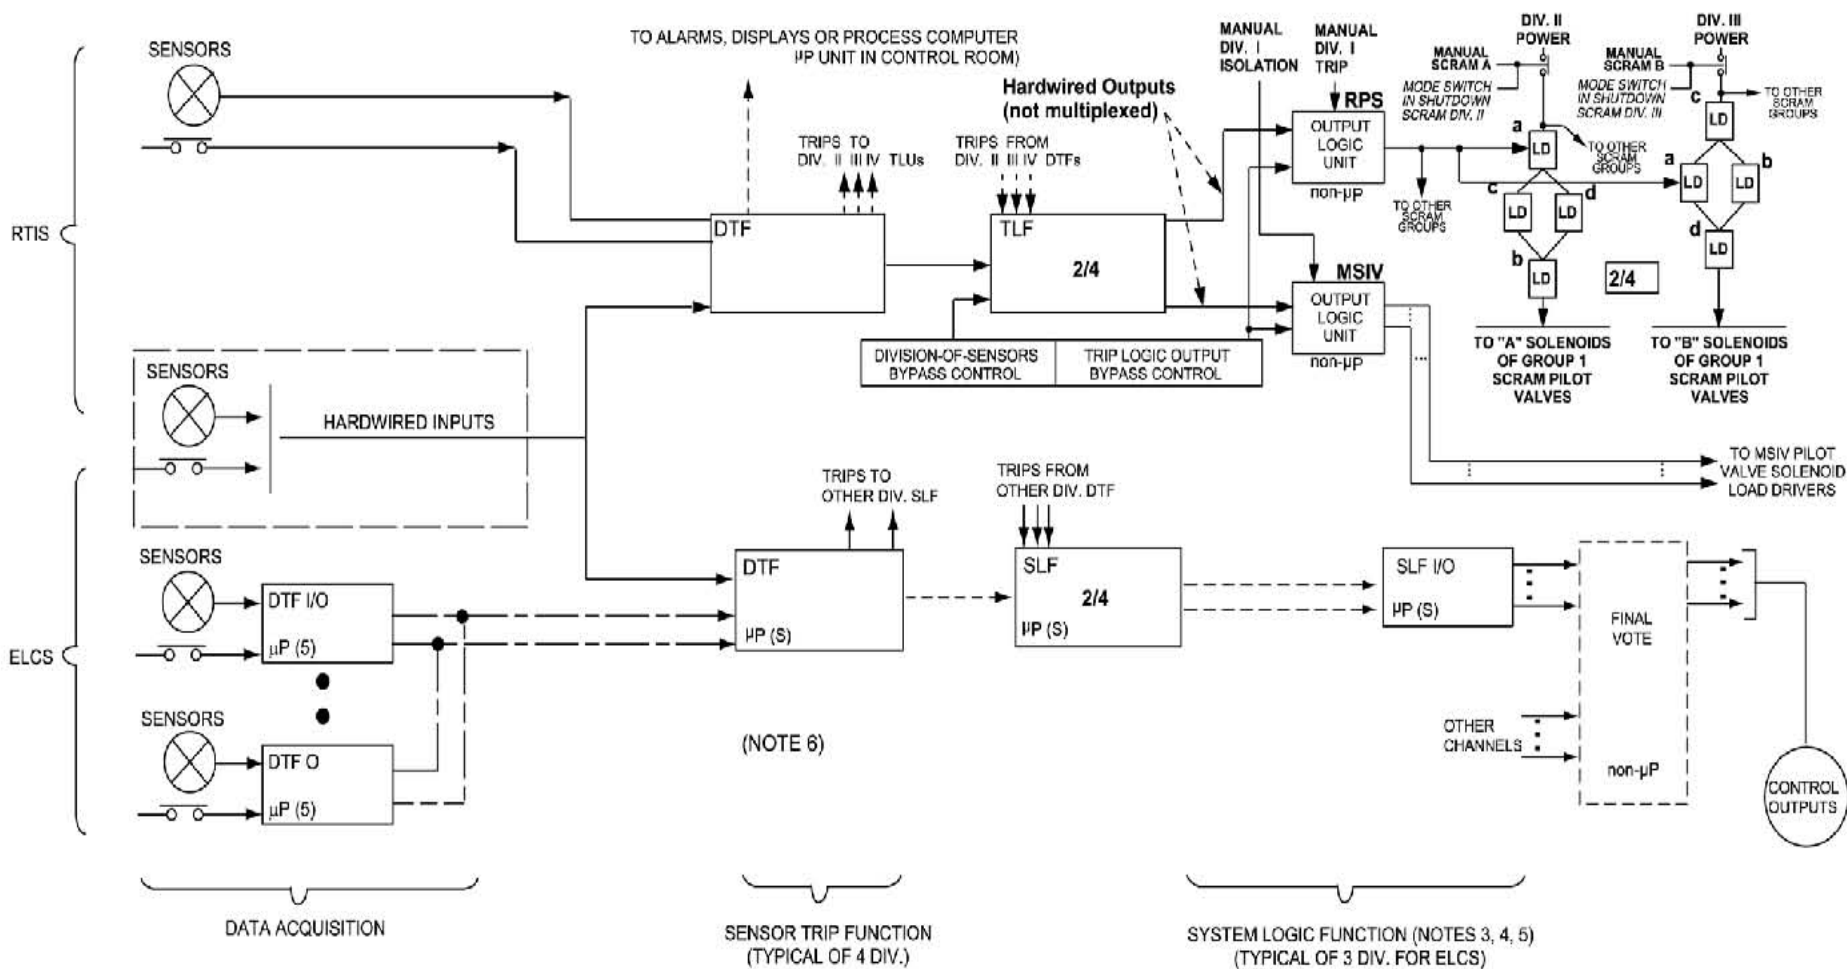 SENSORS
RTIS
TO ALARMS, DISPLAYS OR PROCESS COMPUTER
µP UNIT IN CONTROL ROOM)
TRIPS TO
DIV. II III IV TLUs
TRIPS FROM
DIV. II III IV DTFs
Hardwired Outputs
(not multiplexed)
DTF
TLF
2/4
DIVISION-OF-SENSORS
BYPASS CONTROL
TRIP LOGIC OUTPUT
BYPASS CONTROL
MANUAL
DIV. I
ISOLATION
MANUAL
DIV. I
TRIP
RPS
OUTPUT
LOGIC
UNIT
non-µP
MSIV
OUTPUT
LOGIC
UNIT
non-µP
TO OTHER
SCRAM
GROUPS
DIV. II
POWER
MANUAL
SCRAM A
MODE SWITCH
IN SHUTDOWN
SCRAM DIV. II
a
LD
TO OTHER
SCRAM
GROUPS
c
LD
d
LD
b
LD
TO "A" SOLENOIDS
OF GROUP 1
SCRAM PILOT
VALVES
DIV. III
POWER
MANUAL
SCRAM B
MODE SWITCH
IN SHUTDOWN
SCRAM DIV. III
c
LD
TO OTHER
SCRAM
GROUPS
a
LD
b
LD
d
LD
2/4
TO "B" SOLENOIDS
OF GROUP 1
SCRAM PILOT
VALVES
SENSORS
HARDWIRED INPUTS
TO MSIV PILOT
VALVE SOLENOID
LOAD DRIVERS
ELCS
SENSORS
DTF I/O
µP (5)
SENSORS
DTF O
µP (5)
TRIPS TO
OTHER DIV. SLF
DTF
µP (S)
TRIPS FROM
OTHER DIV. DTF
SLF
2/4
µP (S)
SLF I/O
µP (S)
FINAL
VOTE
non-µP
OTHER
CHANNELS
CONTROL
OUTPUTS
(NOTE 6)
DATA ACQUISITION
SENSOR TRIP FUNCTION
(TYPICAL OF 4 DIV.)
SYSTEM LOGIC FUNCTION (NOTES 3, 4, 5)
(TYPICAL OF 3 DIV. FOR ELCS)